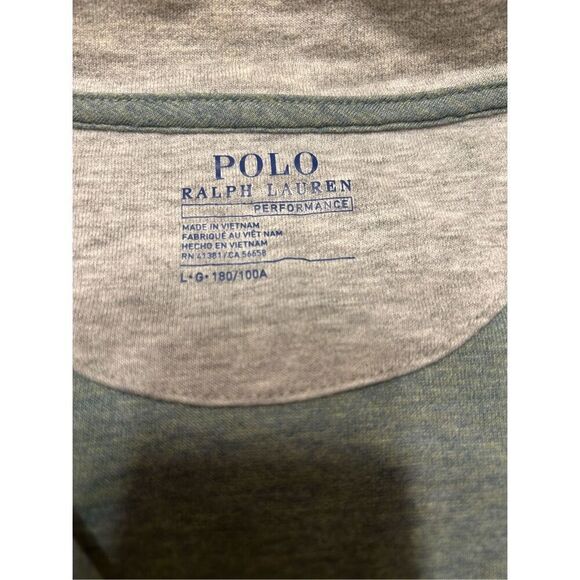 POLO
RALPH LAUREN
PERFORMANCE
MADE IN VIETNAM
FABRIQUÉ AU VIÊT NAM
HECHO EN VIETNAM
RN 41381/CA 56658
L•G•180/100A